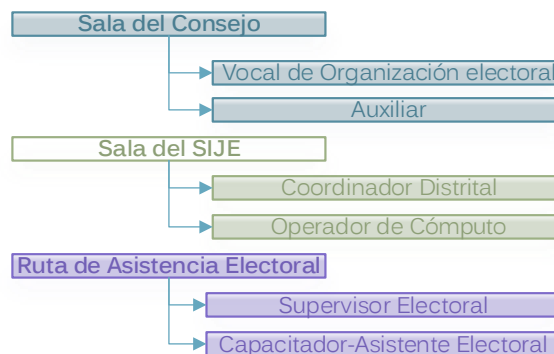 Sala del Consejo
Vocal de Organización electoral
Auxiliar
Sala del SIJE
Coordinador Distrital
Operador de Cómputo
Ruta de Asistencia Electoral
Supervisor Electoral
Capacitador-Asistente Electoral